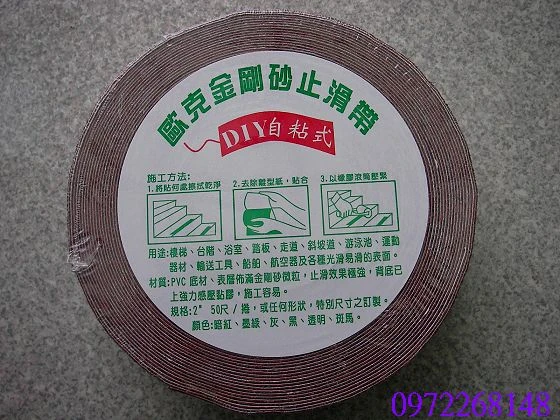 歐克金剛砂止滑帶
DIY自粘式
施工方法:
1.將貼何處擦拭乾淨
2.去除離型紙，貼合
3.以橡膠滾筒壓緊
用途:樓梯、台階、浴室、踏板、走道、斜坡道、游泳池、運動
器材、輸送工具、船舶、航空器及各種光滑易滑的表面。
材質:PVC 底材、表層佈滿金剛砂微粒，止滑效果極強，背底已
上強力感壓黏膠，施工容易。
規格:2" 50尺/捲，或任何形狀，特別尺寸之訂製。
顏色:暗紅、墨綠、灰、黑、透明、斑馬。
0972268148